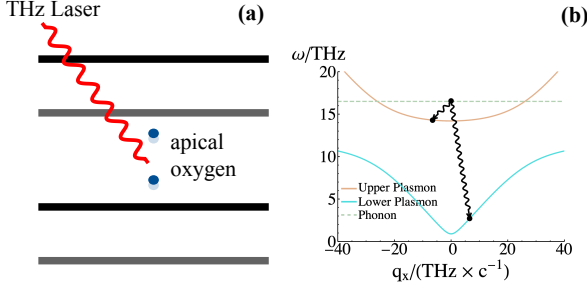 THz Laser
(a)
apical
oxygen
(b)
ω/THz
20
15
10
5
0
Upper Plasmon
Lower Plasmon
Phonon
−40 −20 0 20 40
qₓ/(THz × c⁻¹)